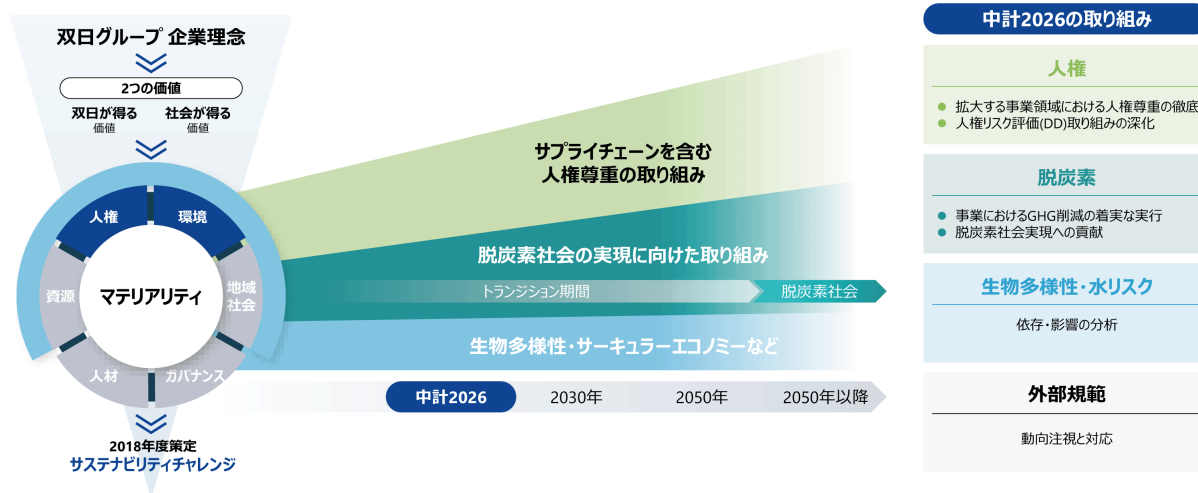 双日グループ 企業理念
2つの価値
双日が得る
価値
社会が得る
価値
人権
環境
資源
マテリアリティ
地域
社会
人材
ガバナンス
2018年度策定
サステナビリティチャレンジ
サプライチェーンを含む
人権尊重の取り組み
脱炭素社会の実現に向けた取り組み
トランジション期間
脱炭素社会
生物多様性・サーキュラーエコノミーなど
中計2026
2030年
2050年
2050年以降
中計2026の取り組み
人権
● 拡大する事業領域における人権尊重の徹底
● 人権リスク評価(DD)取り組みの深化
脱炭素
● 事業におけるGHG削減の着実な実行
● 脱炭素社会実現への貢献
生物多様性・水リスク
依存・影響の分析
外部規範
動向注視と対応